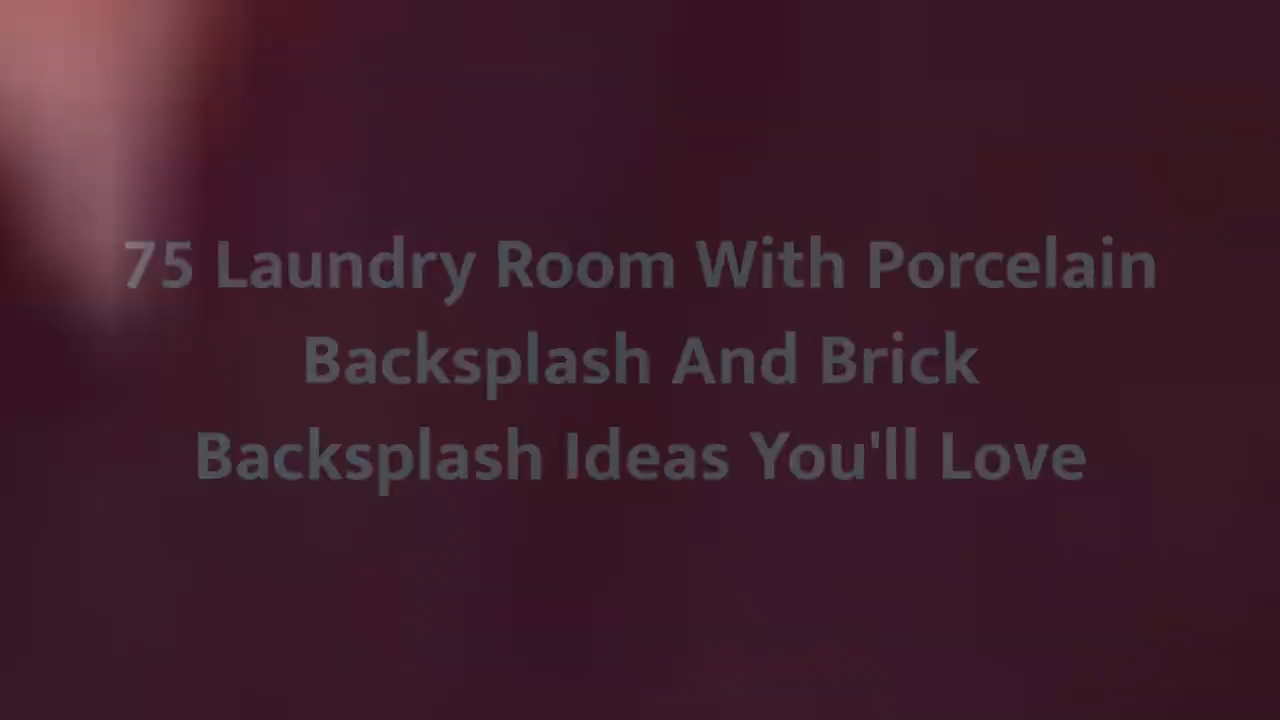 75 Laundry Room With Porcelain
Backsplash And Brick
Backsplash Ideas You'll Love